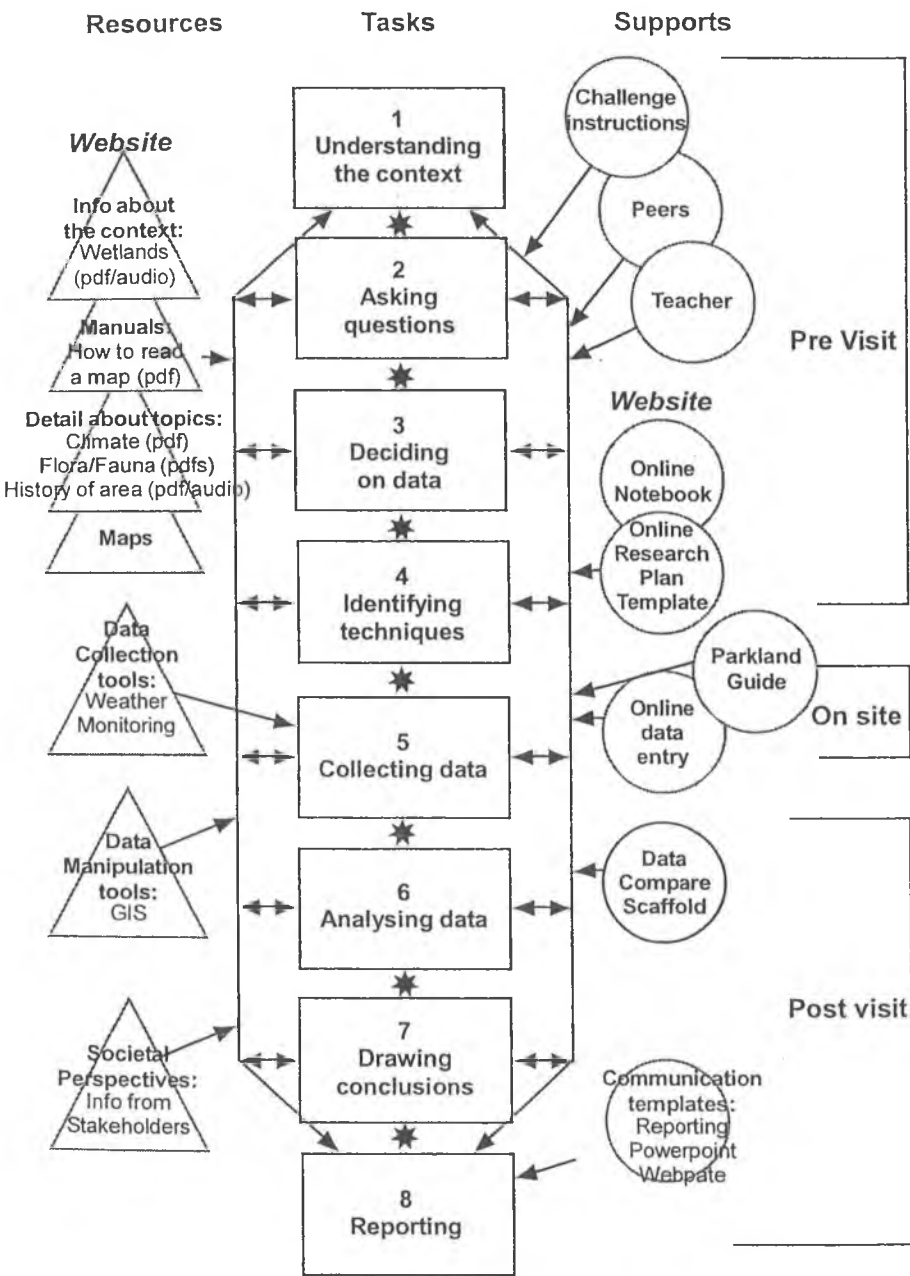 Resources
Tasks
Supports
Website
Info about
the context:
Wetlands
(pdf/audio)
Manuals:
How to read
a map (pdf)
Detail about topics:
Climate (pdf)
Flora/Fauna (pdfs)
History of area (pdf/audio)
Maps
Data
Collection
tools:
Weather
Monitoring
Data
Manipulation
tools:
GIS
Societal
Perspectives:
Info from
Stakeholders
1
Understanding
the context
2
Asking
questions
3
Deciding
on data
4
Identifying
techniques
5
Collecting data
6
Analysing data
7
Drawing
conclusions
8
Reporting
Challenge
instructions
Peers
Teacher
Website
Online
Notebook
Online
Research
Plan
Template
Parkland
Guide
Online
data
entry
Data
Compare
Scaffold
Communication
templates:
Reporting
Powerpoint
Webpate
Pre Visit
On site
Post visit